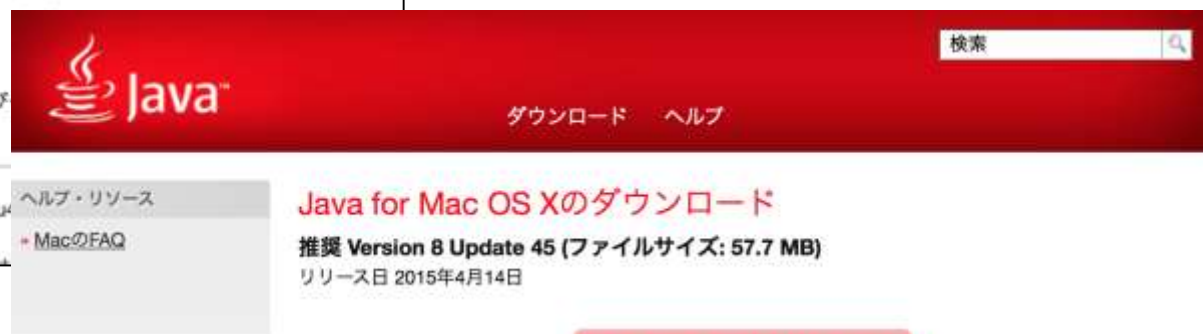 検索
Java™
ダウンロード ヘルプ
ヘルプ・リソース
» MacのFAQ
Java for Mac OS Xのダウンロード
推奨 Version 8 Update 45 (ファイルサイズ: 57.7 MB)
リリース日 2015年4月14日